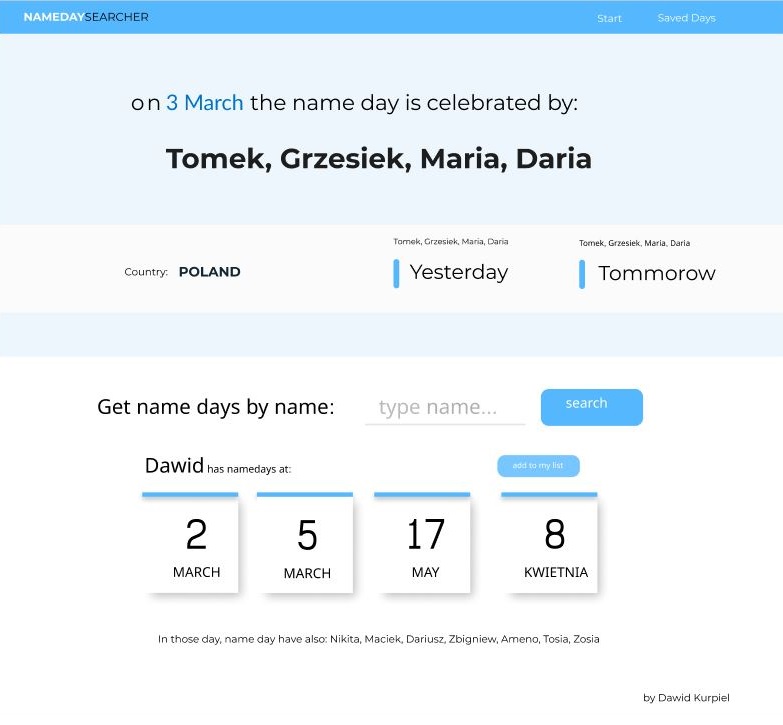 NAMEDAYSEARCHER Start Saved Days
on 3 March the name day is celebrated by:
Tomek, Grzesiek, Maria, Daria
Tomek, Grzesiek, Maria, Daria Tomek, Grzesiek, Maria, Daria
Country: POLAND Yesterday Tommorow
Get name days by name: type name... search
Dawid has namedays at: add to my list
2 5 17 8
MARCH MARCH MAY KWIETNIA
In those day, name day have also: Nikita, Maciek, Dariusz, Zbigniew, Ameno, Tosia, Zosia
by Dawid Kurpiel